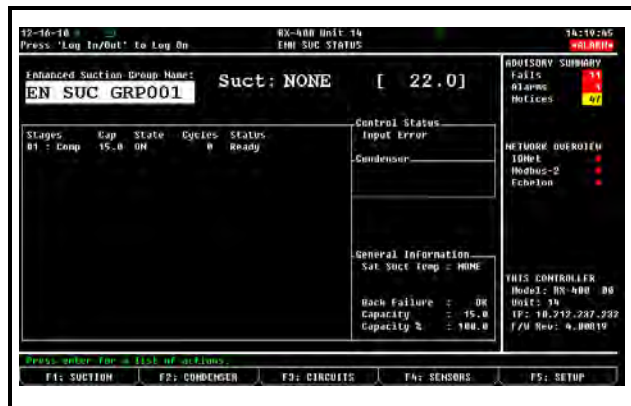 12-16-10
RX-400 Unit 14
14:19:45
Press 'Log In/Out' to Log On
ENH SUC STATUS
*ALARM*
Enhanced Suction Group Name:
EN SUC GRP001
Suct: NONE [ 22.0]
Stages Cap State Cycles Status
01 : Comp 15.0 ON 0 Ready
Control Status
Input Error
Condenser
General Information
Sat Suct Temp : NONE
Rack Failure : OK
Capacity : 15.0
Capacity % : 100.0
ADVISORY SUMMARY
Fails
Alarms
Notices 47
NETWORK OVERVIEW
IONet
Modbus-2
Echelon
THIS CONTROLLER
Model: RX-400 00
Unit: 14
IP: 10.212.237.232
F/W Rev: 4.00B19
Press enter for a list of actions.
F1: SUCTION
F2: CONDENSER
F3: CIRCUITS
F4: SENSORS
F5: SETUP